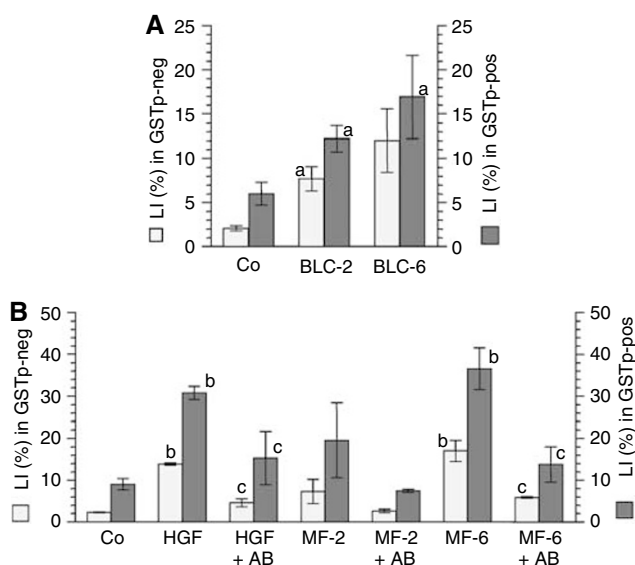 A
LI (%) in GSTp-neg
25
20
15
10
5
0
a
a
a
25
20
15
10
5
0
LI (%) in GSTp-pos
Co BLC-2 BLC-6
B
LI (%) in GSTp-neg
50
40
30
20
10
0
b
b
c
c
b
b
c
c
50
40
30
20
10
0
LI (%) in GSTp-pos
Co HGF HGF MF-2 MF-2 MF-6 MF-6
+ AB + AB + AB